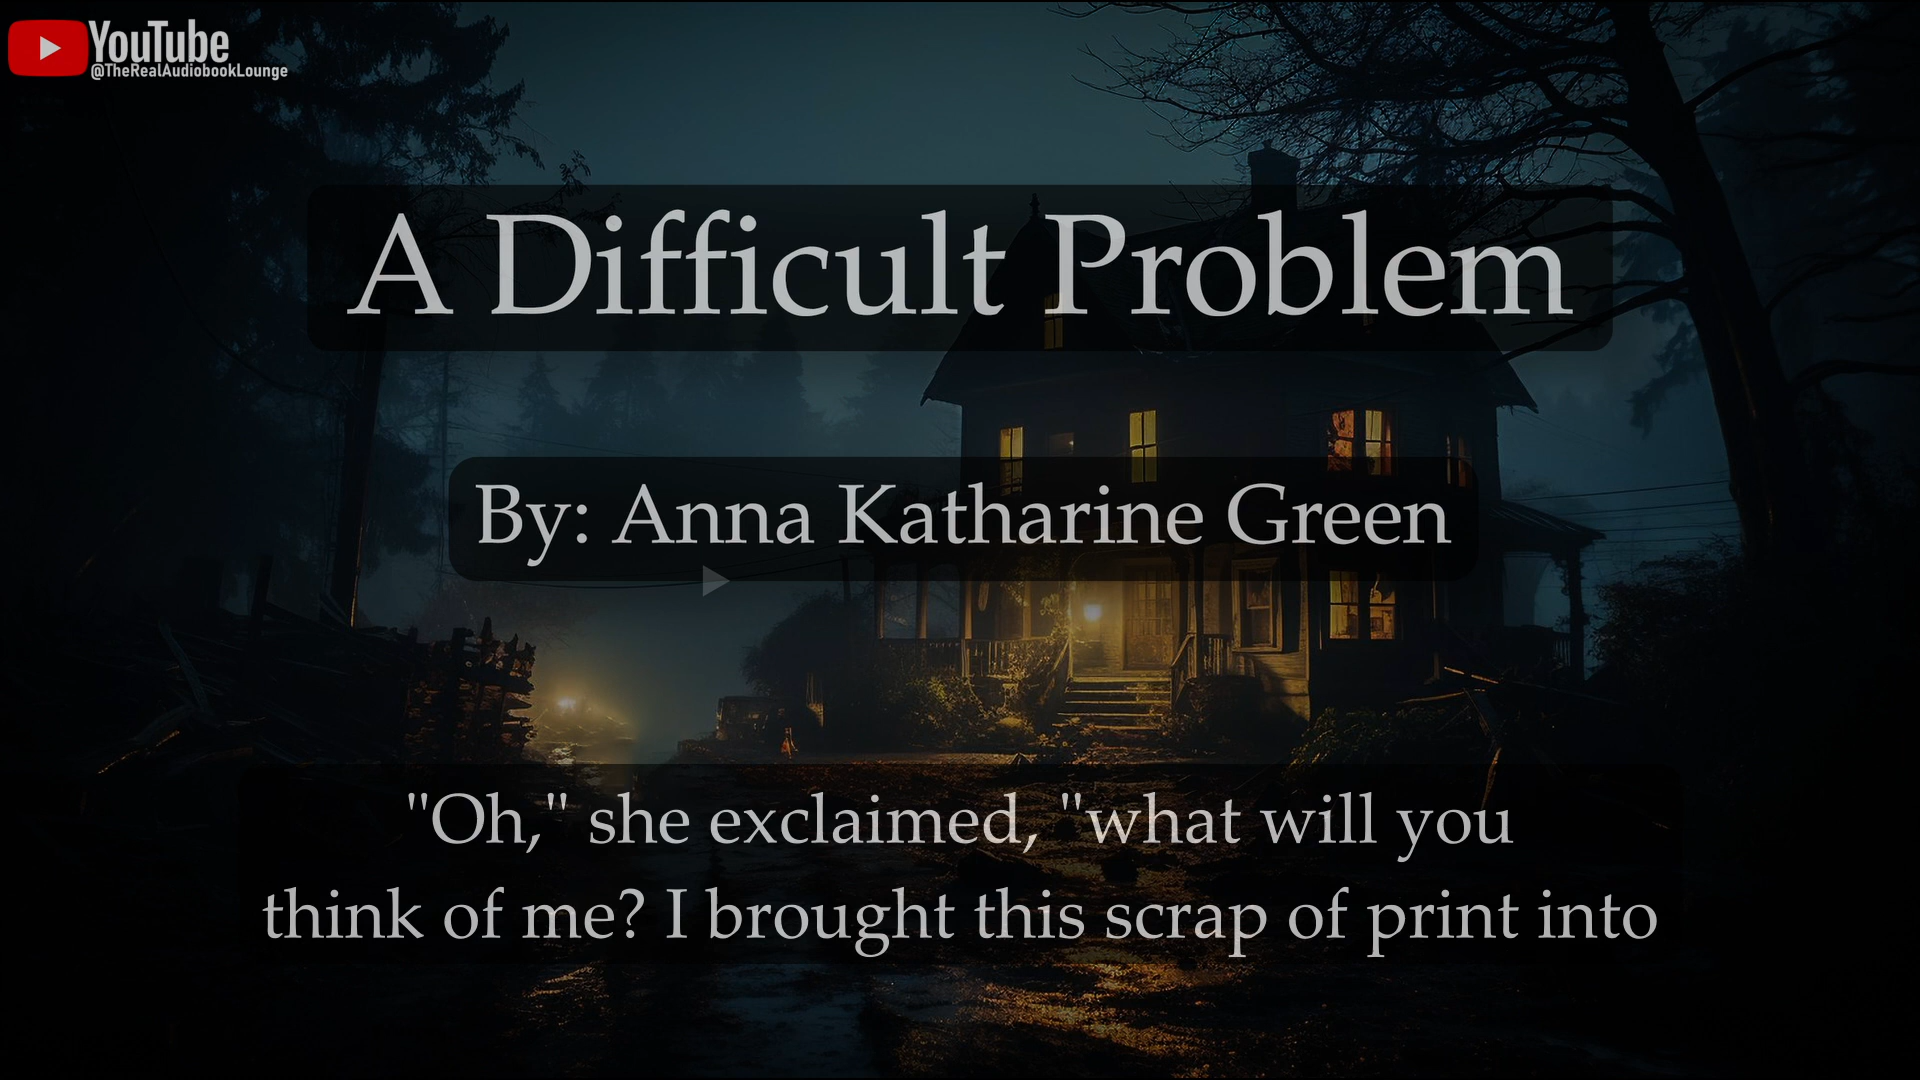 YouTube
@TheRealAudiobookLounge
A Difficult Problem
By: Anna Katharine Green
"Oh," she exclaimed, "what will you
think of me? I brought this scrap of print into